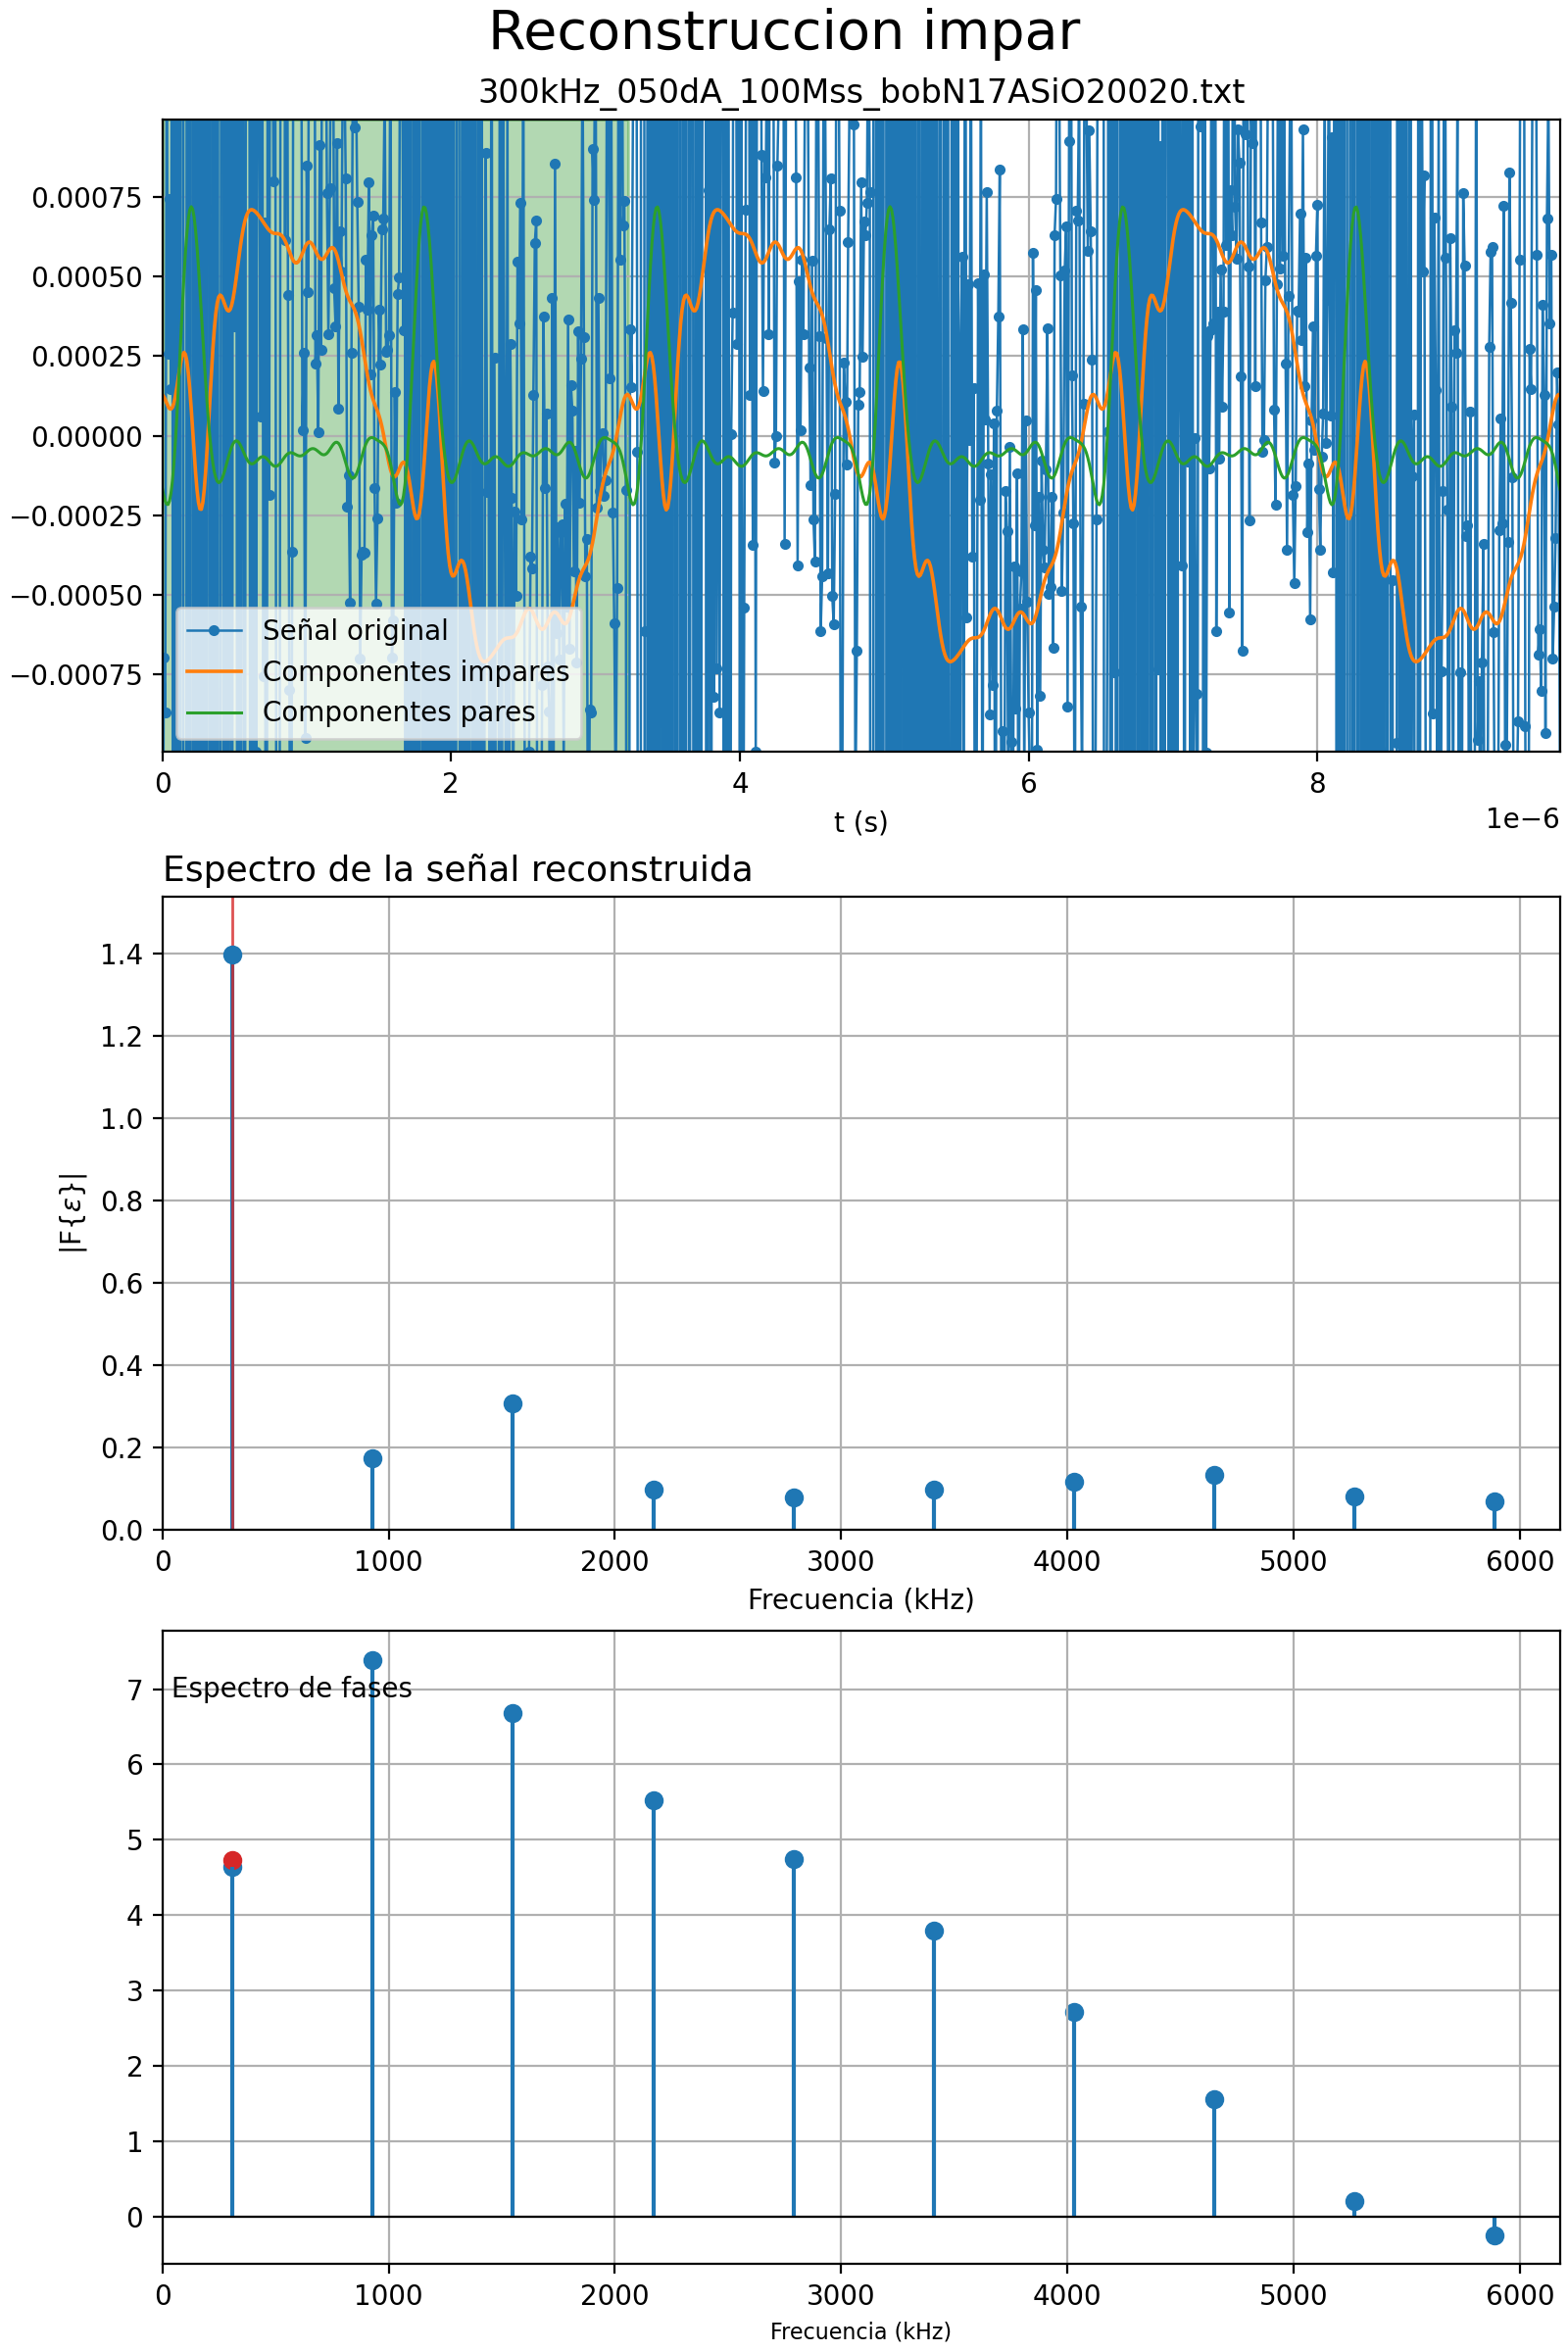 Reconstruccion impar
300kHz_050dA_100Mss_bobN17ASiO20020.txt
0.00075
0.00050
0.00025
0.00000
−0.00025
−0.00050
−0.00075
Señal original
Componentes impares
Componentes pares
0 2 4 6 8
t (s)
1e−6
Espectro de la señal reconstruida
1.4
1.2
1.0
0.8
0.6
0.4
0.2
0.0
|F{ε}|
0 1000 2000 3000 4000 5000 6000
Frecuencia (kHz)
Espectro de fases
7
6
5
4
3
2
1
0
0 1000 2000 3000 4000 5000 6000
Frecuencia (kHz)